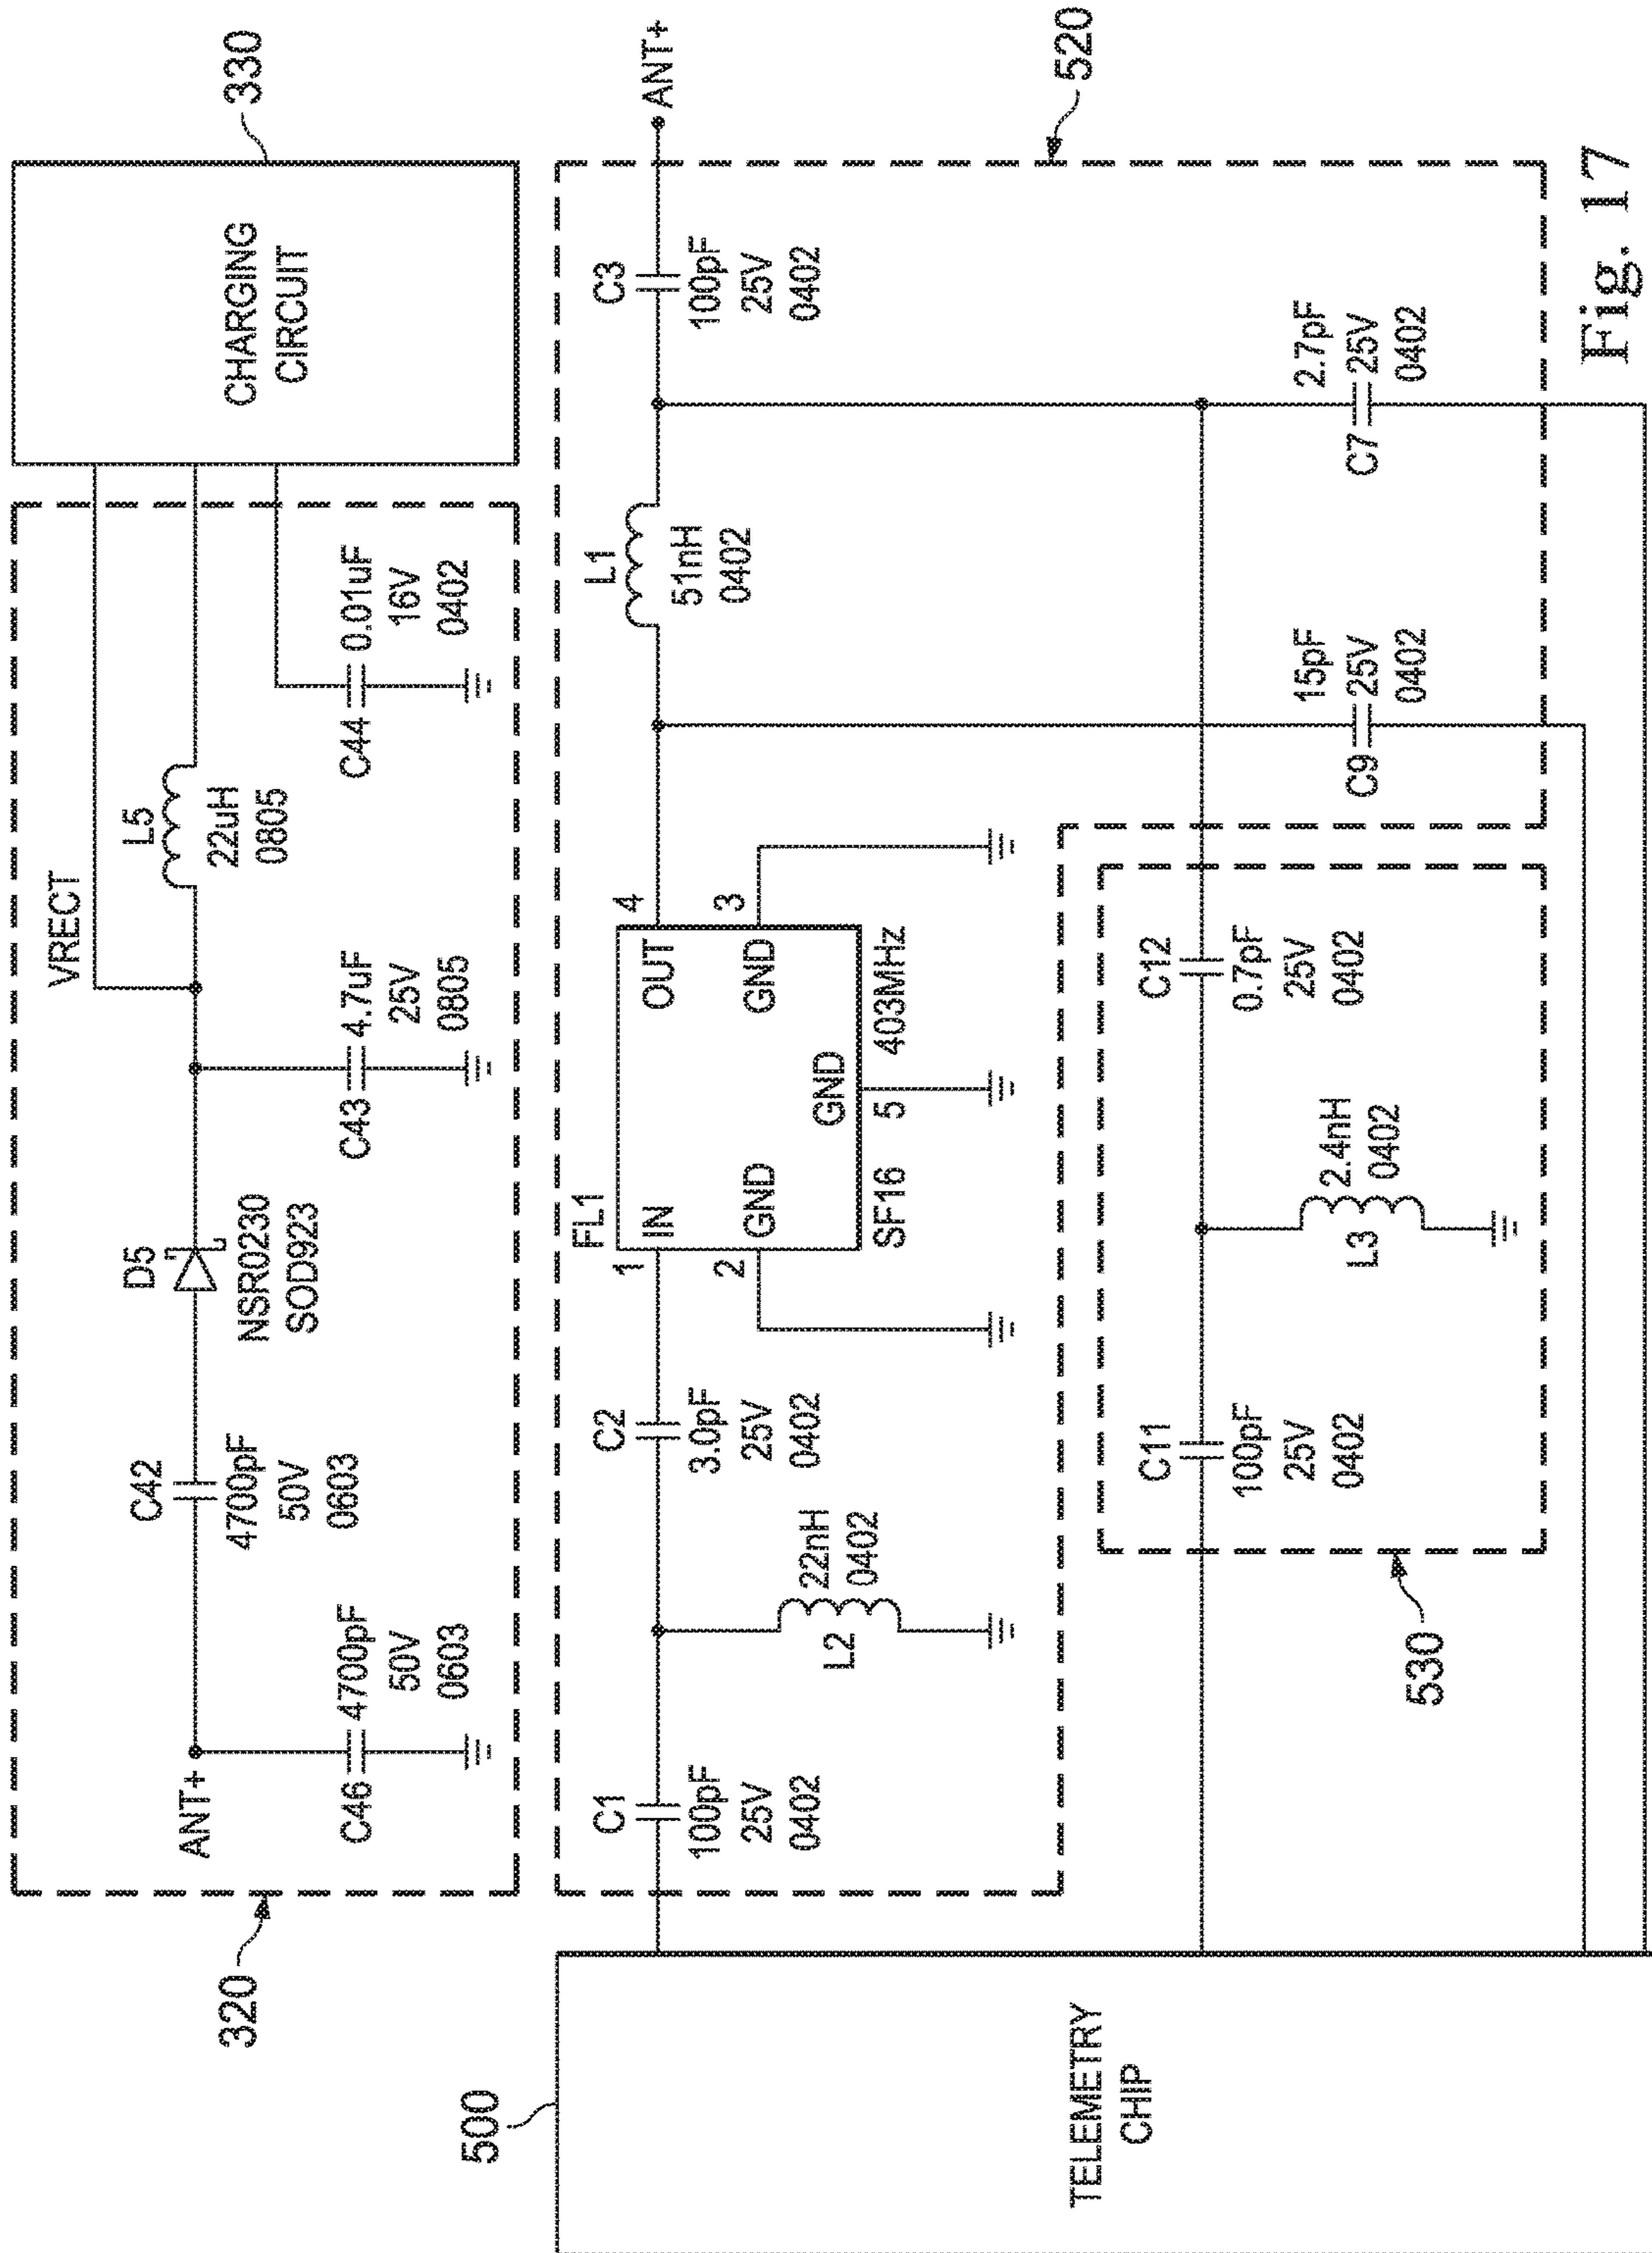 320
ANT+
C46
4700pF
50V
0603
C42
4700pF
50V
0603
D5
NSR0230
SOD923
C43
4.7uF
25V
0805
VRECT
L5
22uH
0805
C44
0.01uF
16V
0402
CHARGING
CIRCUIT
330
500
TELEMETRY
CHIP
C1
100pF
25V
0402
L2
22nH
0402
C2
3.0pF
25V
0402
FL1
1
IN
2
GND
SF16
GND
5
403MHz
OUT
4
GND
3
L1
51nH
0402
C3
100pF
25V
0402
ANT+
520
530
C11
100pF
25V
0402
L3
2.4nH
0402
C12
0.7pF
25V
0402
C9
15pF
25V
0402
C7
2.7pF
25V
0402
Fig. 17